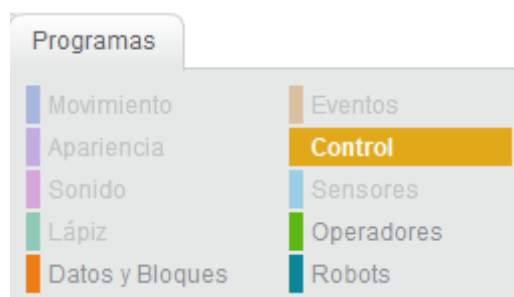 Programas
Movimiento
Eventos
Apariencia
Control
Sonido
Sensores
Lápiz
Operadores
Datos y Bloques
Robots